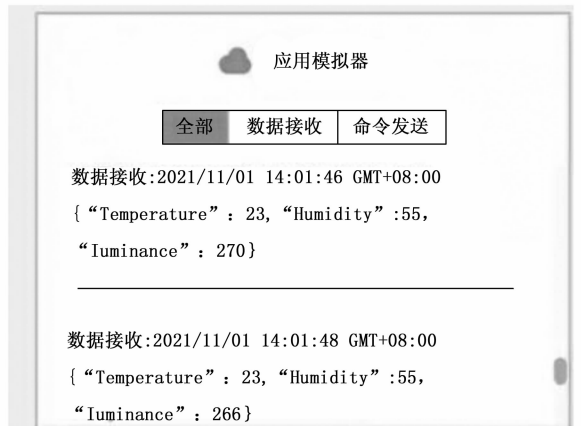 应用模拟器
全部 数据接收 命令发送
数据接收:2021/11/01 14:01:46 GMT+08:00
{“Temperature”: 23,“Humidity”:55,
“Iuminance”: 270}
数据接收:2021/11/01 14:01:48 GMT+08:00
{“Temperature”: 23,“Humidity”:55,
“Iuminance”: 266}